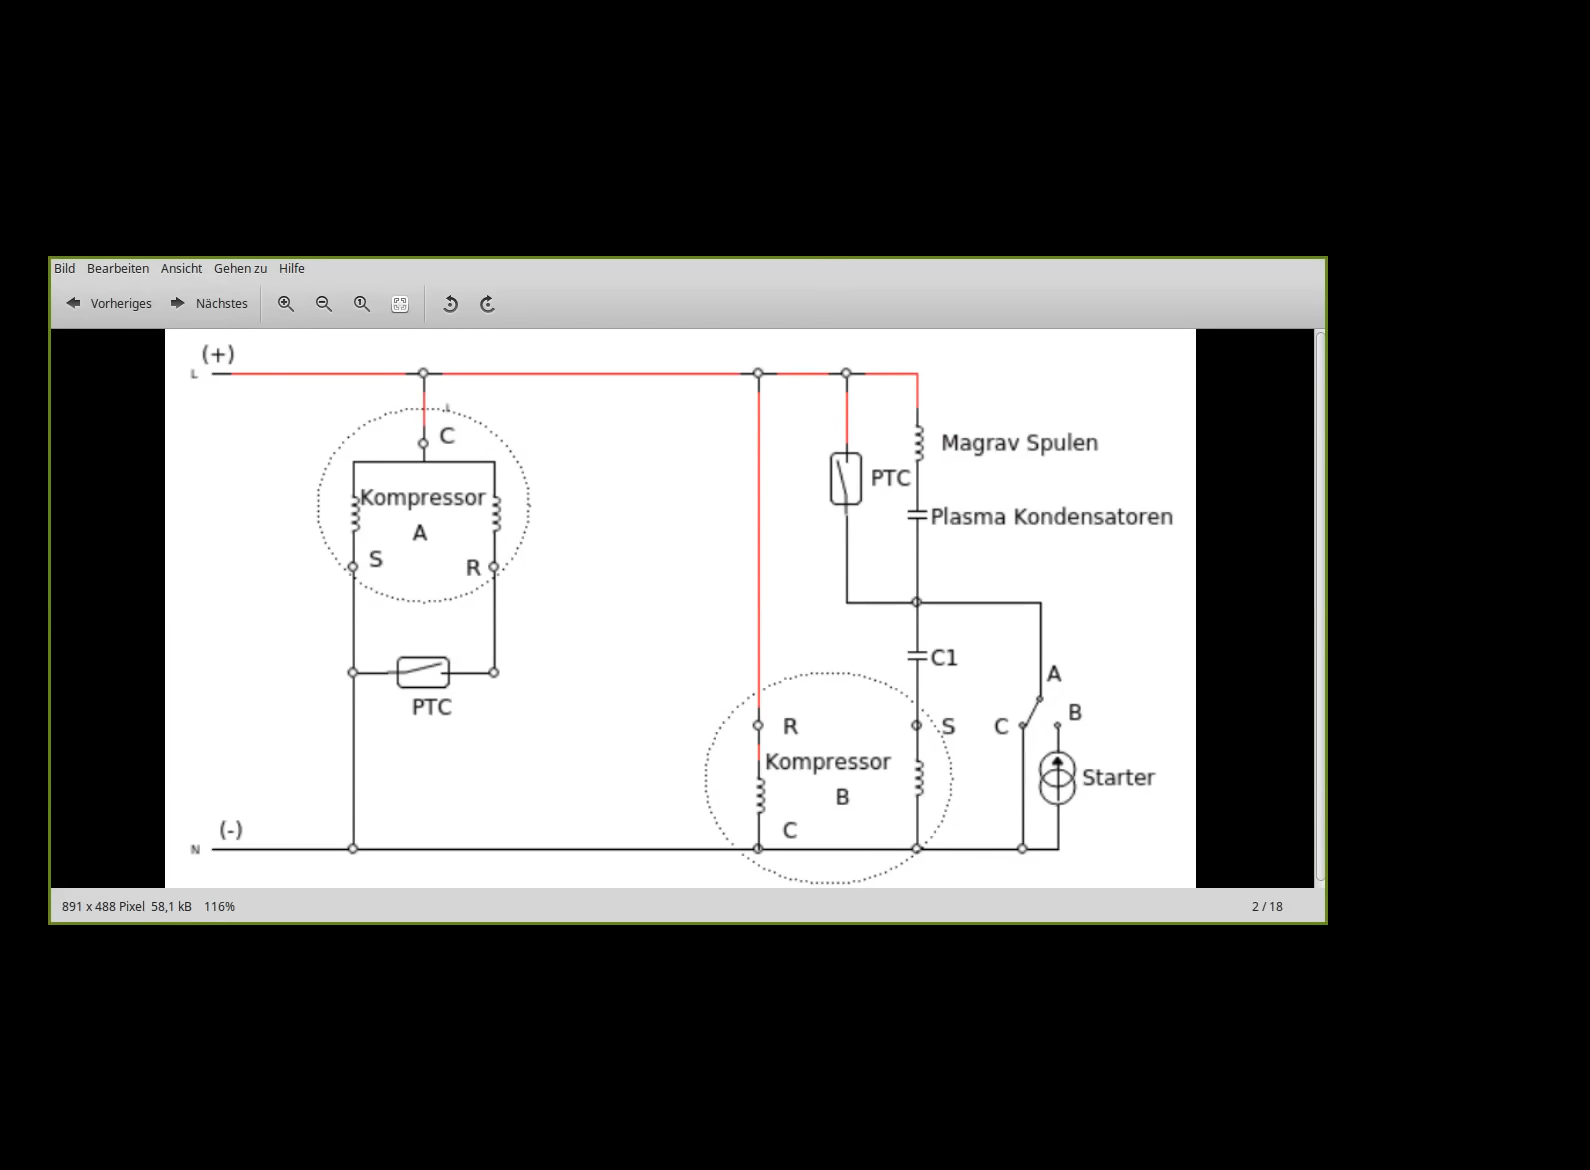 Bild Bearbeiten Ansicht Gehen zu Hilfe
Vorheriges Nächstes
(+)
L
L
C
Magrav Spulen
PTC
Kompressor
A
Plasma Kondensatoren
S
R
C1
A
PTC
B
R
S
C
Kompressor
B
Starter
C
(-)
N
891 x 488 Pixel 58,1 kB 116%
2 / 18